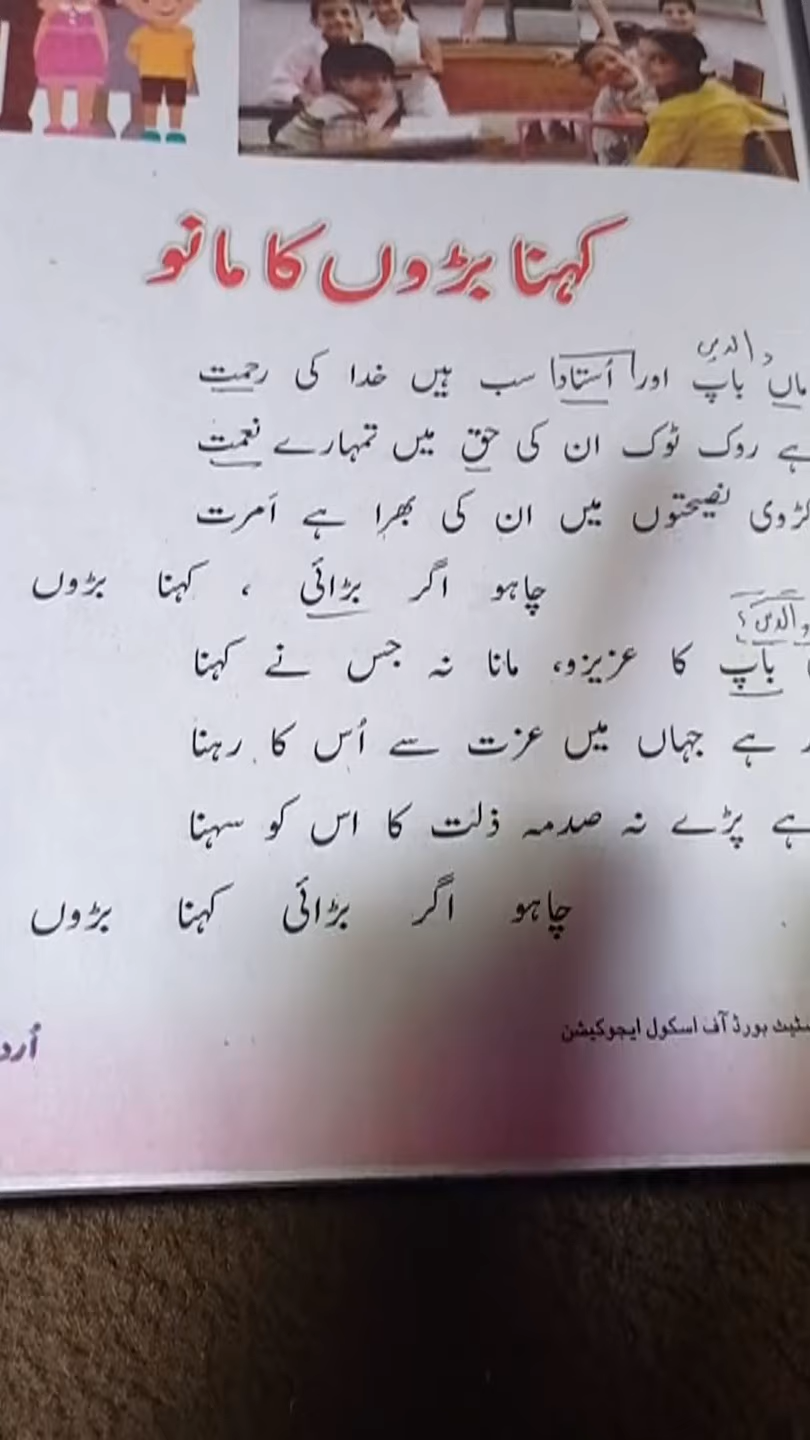 کہنا بڑوں کا مانو
والدین
ماں باپ اور استاد سب ہیں خدا کی رحمت
ہے روک ٹوک ان کی حق میں تمہارے نعمت
کڑوی نصیحتوں میں ان کی بھرا ہے اَمرت
چاہو اگر بڑائی ، کہنا بڑوں
والدین
باپ کا عزیزو، مانا نہ جس نے کہنا
ہے جہاں میں عزت سے اُس کا رہنا
ہے پڑے نہ صدمہ ذلت کا اس کو سہنا
چاہو اگر بڑائی کہنا بڑوں
سٹیٹ بورڈ آف اسکول ایجوکیشن